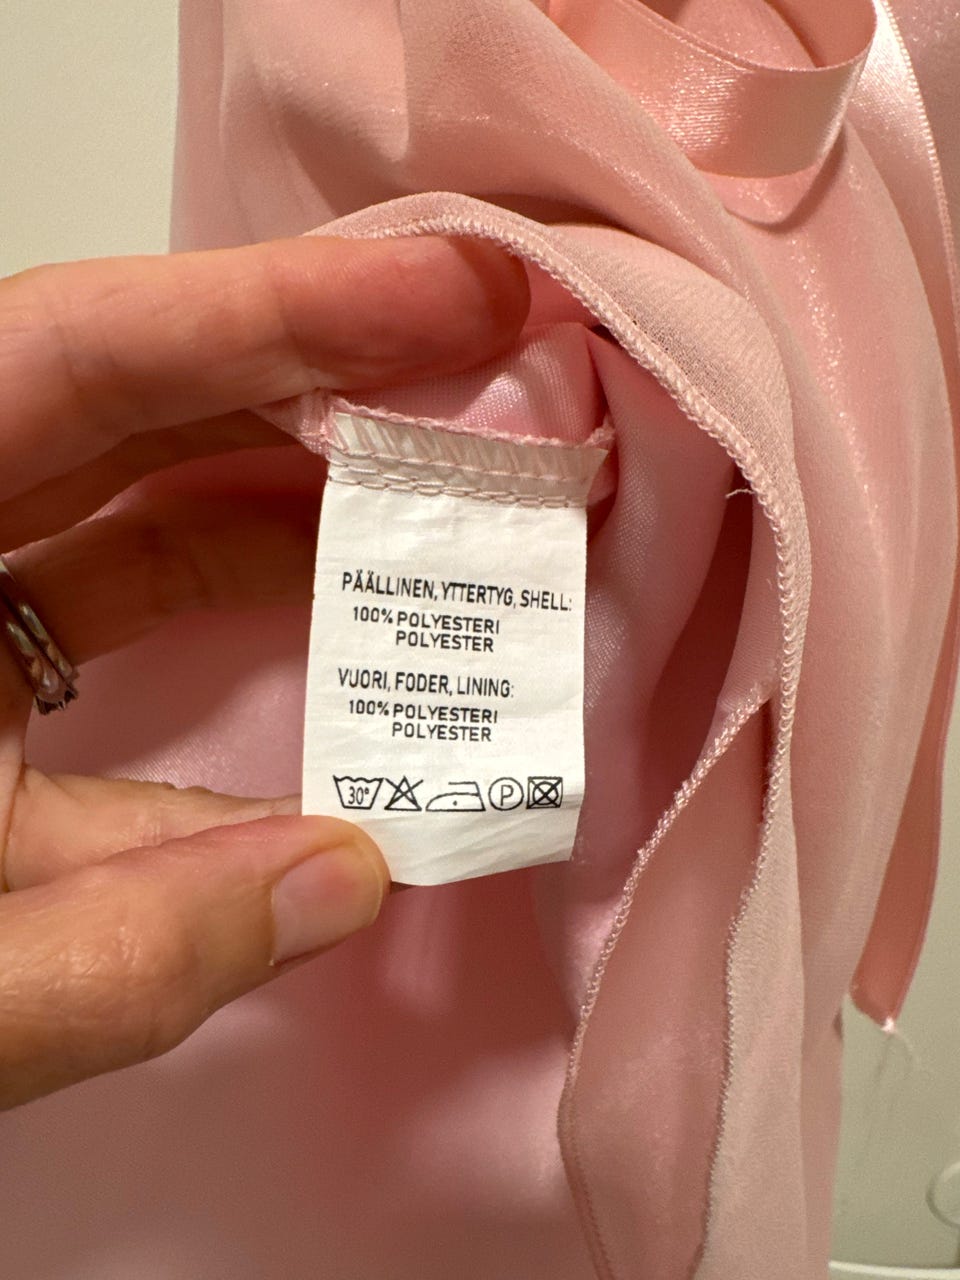 PÄÄLLINEN, YTTERTYG, SHELL:
100% POLYESTERI
POLYESTER
VUORI, FODER, LINING:
100% POLYESTERI
POLYESTER
30° P